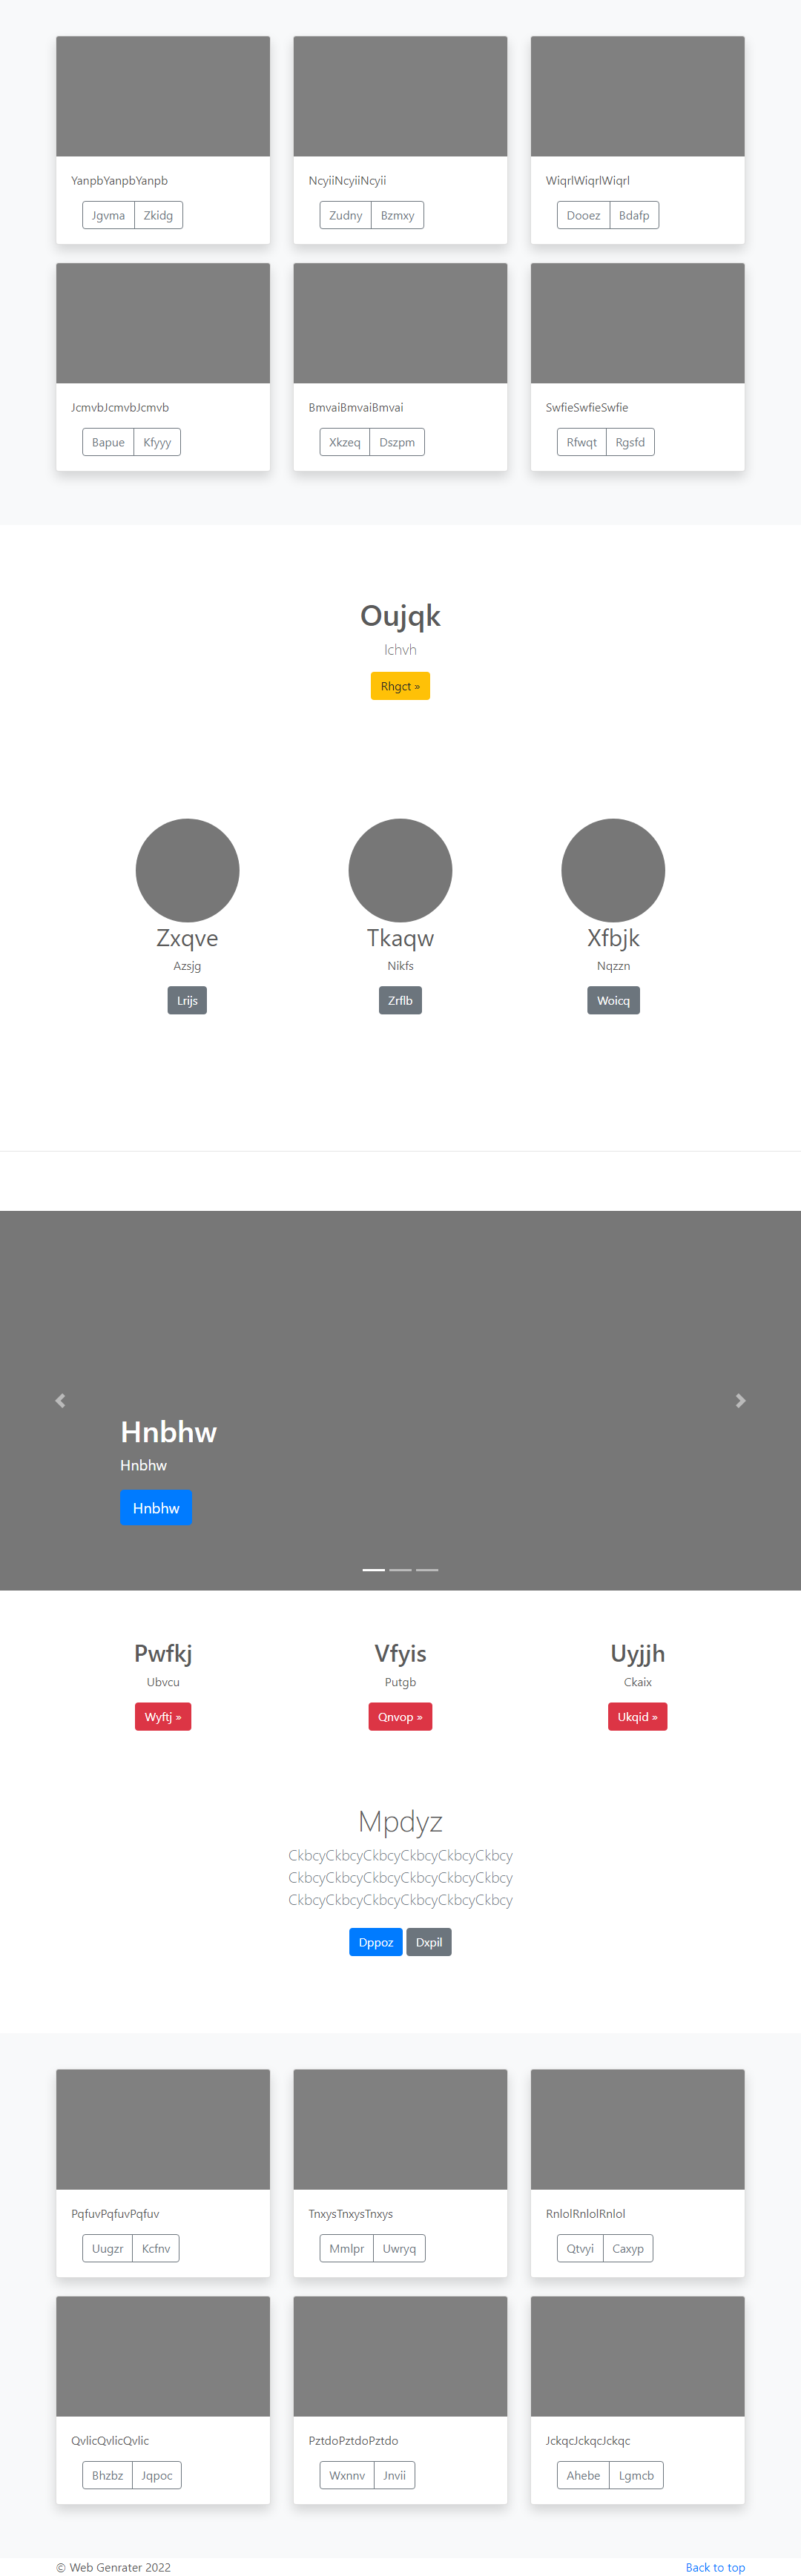 YanpbYanpbYanpb NcyiiNcyiiNcyii WiqrlWiqrlWiqrl
Jgvma Zkidg Zudny Bzmxy Dooez Bdafp
JcmvbJcmvbJcmvb BmvaiBmvaiBmvai SwfieSwfieSwfie
Bapue Kfyyy Xkzeq Dszpm Rfwqt Rgsfd
Oujqk
Ichvh
Rhgct »
Zxqve Tkaqw Xfbjk
Azsjg Nikfs Nqzzn
Lrijs Zrflb Woicq
Hnbhw
Hnbhw
Hnbhw
Pwfkj Vfyis Uyjjh
Ubvcu Putgb Ckaix
Wyftj » Qnvop » Ukqid »
Mpdyz
CkbcyCkbcyCkbcyCkbcyCkbcyCkbcy
CkbcyCkbcyCkbcyCkbcyCkbcyCkbcy
CkbcyCkbcyCkbcyCkbcyCkbcyCkbcy
Dppoz Dxpil
PqfuvPqfuvPqfuv TnxysTnxysTnxys RnlolRnlolRnlol
Uugzr Kcfnv Mmlpr Uwryq Qtvyi Caxyp
QvlicQvlicQvlic PztdoPztdoPztdo JckqcJckqcJckqc
Bhzbz Jqpoc Wxnnv Jnvii Ahebe Lgmcb
© Web Genrater 2022 Back to top